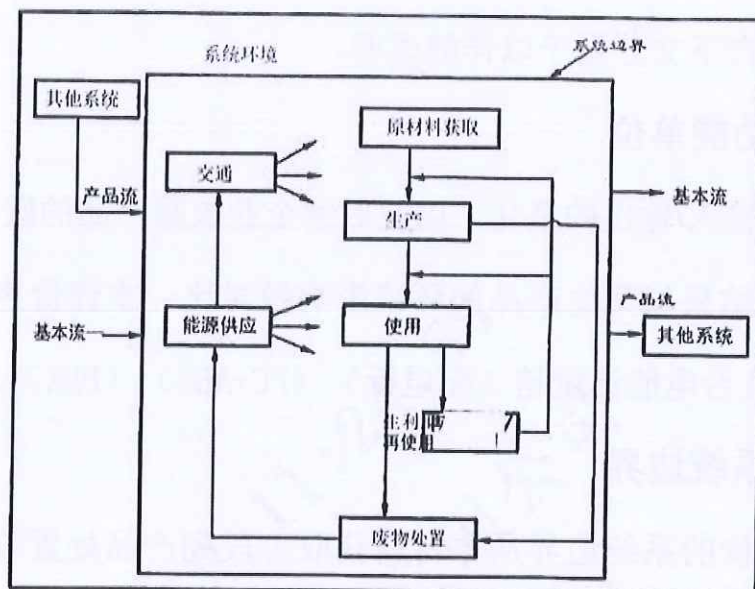 系统环境
系统边界
其他系统
原材料获取
交通
产品流
基本流
生产
产品流
基本流
能源供应
使用
其他系统
再使用
废物处置